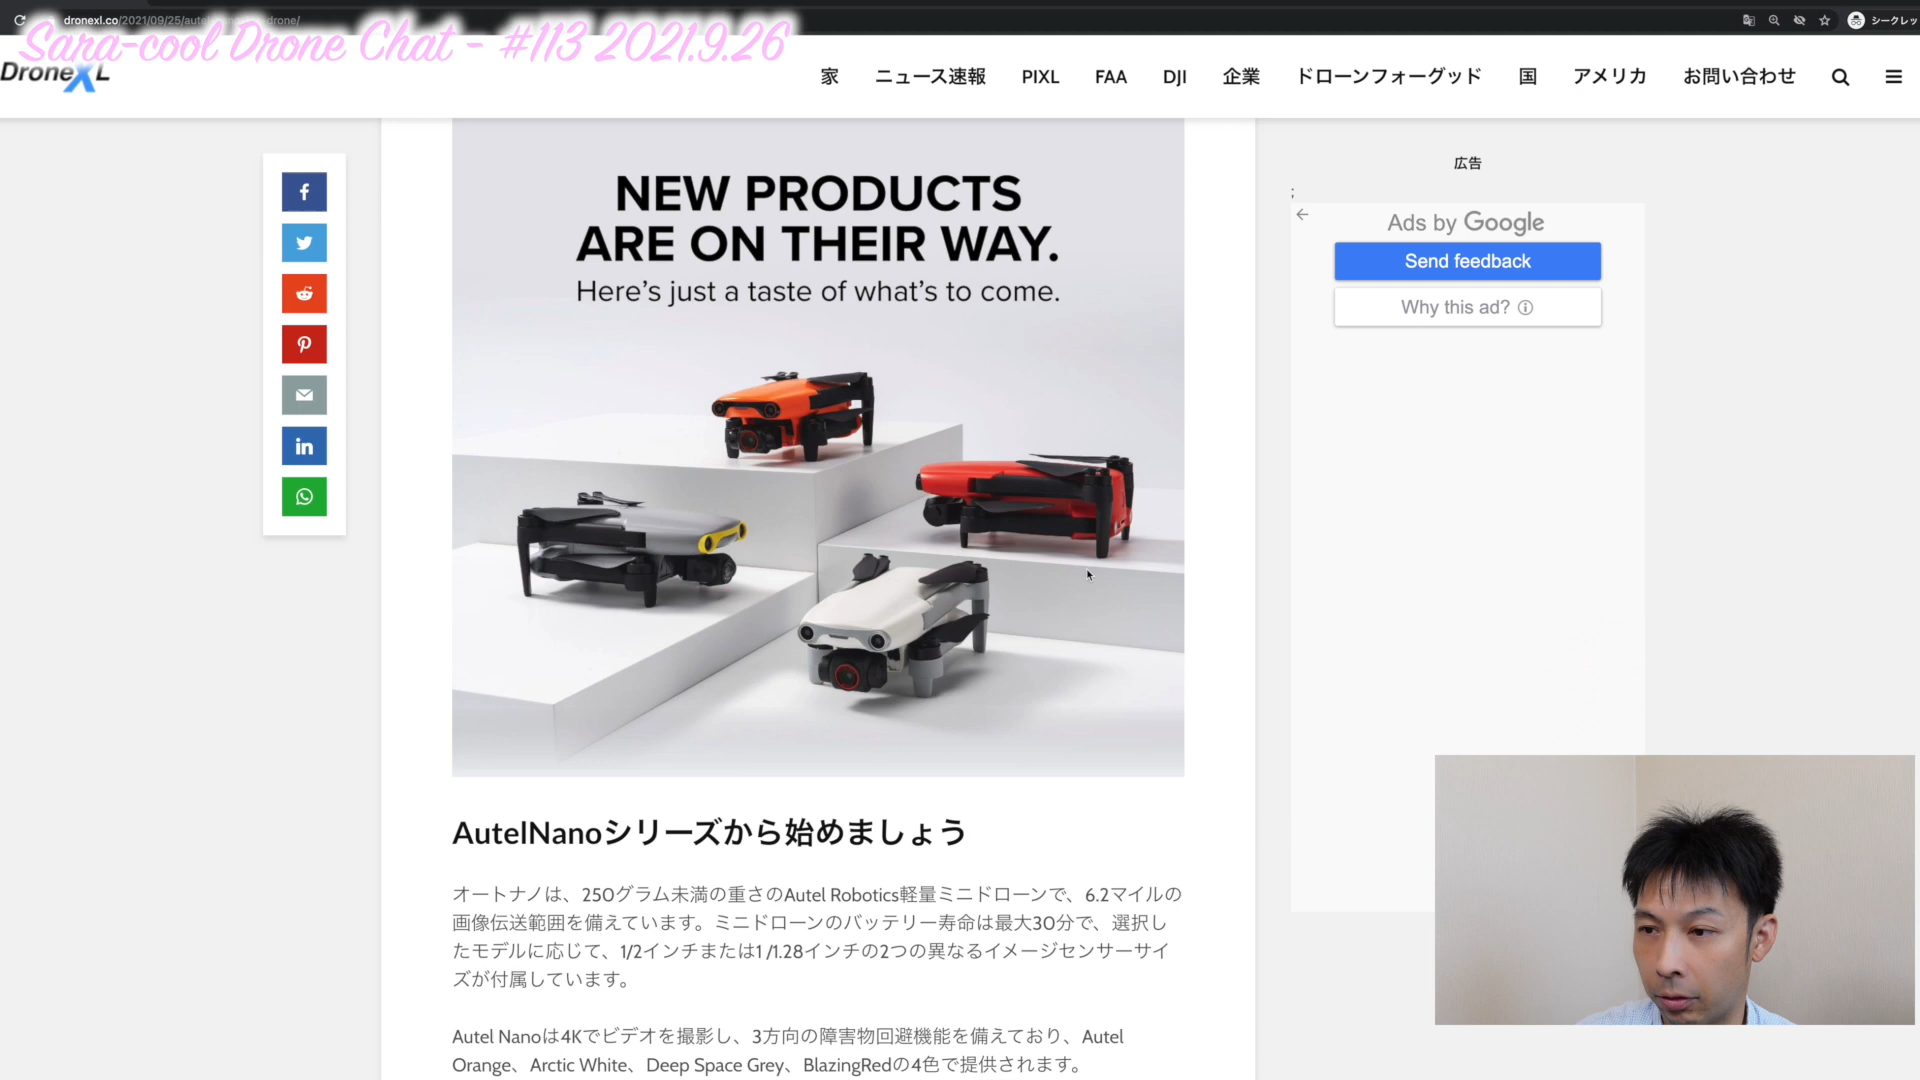 dronexl.co/2021/09/25/autel-nano-drone/
シークレッ
Sara-cool Drone Chat - #113 2021.9.26
DroneXL
家 ニュース速報 PIXL FAA DJI 企業 ドローンフォーグッド 国 アメリカ お問い合わせ
NEW PRODUCTS
ARE ON THEIR WAY.
Here's just a taste of what's to come.
広告
;
Ads by Google
Send feedback
Why this ad?
AutelNanoシリーズから始めましょう
オートナノは、250グラム未満の重さのAutel Robotics軽量ミニドローンで、6.2マイルの
画像伝送範囲を備えています。ミニドローンのバッテリー寿命は最大30分で、選択し
たモデルに応じて、1/2インチまたは1 /1.28インチの2つの異なるイメージセンサーサイ
ズが付属しています。
Autel Nanoは4Kでビデオを撮影し、3方向の障害物回避機能を備えており、Autel
Orange、Arctic White、Deep Space Grey、BlazingRedの4色で提供されます。